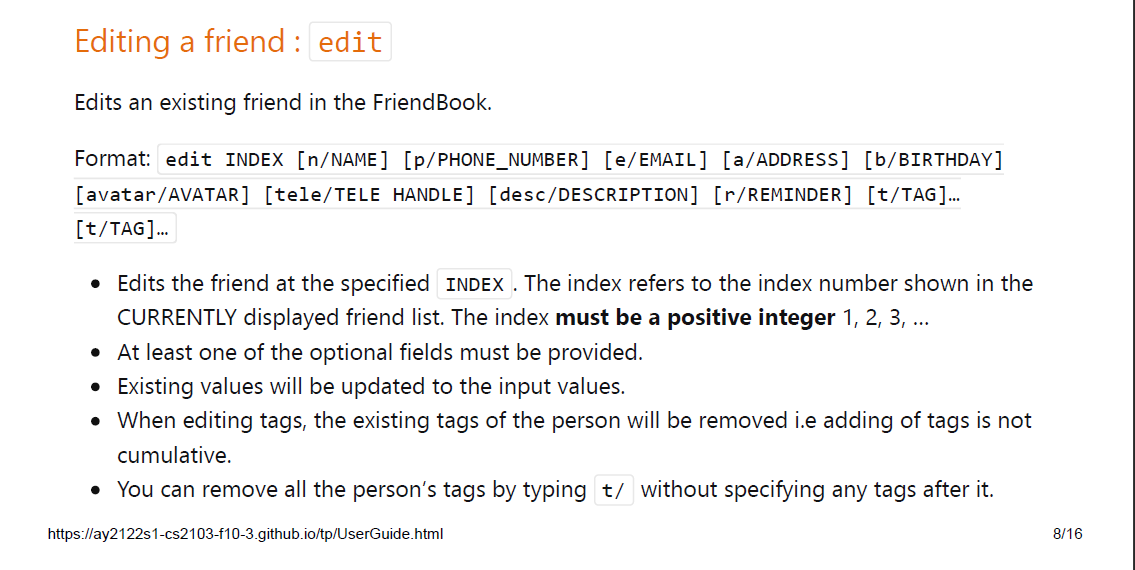 Editing a friend : edit
Edits an existing friend in the FriendBook.
Format: edit INDEX [n/NAME] [p/PHONE_NUMBER] [e/EMAIL] [a/ADDRESS] [b/BIRTHDAY]
[avatar/AVATAR] [tele/TELE HANDLE] [desc/DESCRIPTION] [r/REMINDER] [t/TAG]…
[t/TAG]…
• Edits the friend at the specified INDEX. The index refers to the index number shown in the
CURRENTLY displayed friend list. The index must be a positive integer 1, 2, 3, …
• At least one of the optional fields must be provided.
• Existing values will be updated to the input values.
• When editing tags, the existing tags of the person will be removed i.e adding of tags is not
cumulative.
• You can remove all the person’s tags by typing t/ without specifying any tags after it.
https://ay2122s1-cs2103-f10-3.github.io/tp/UserGuide.html 8/16